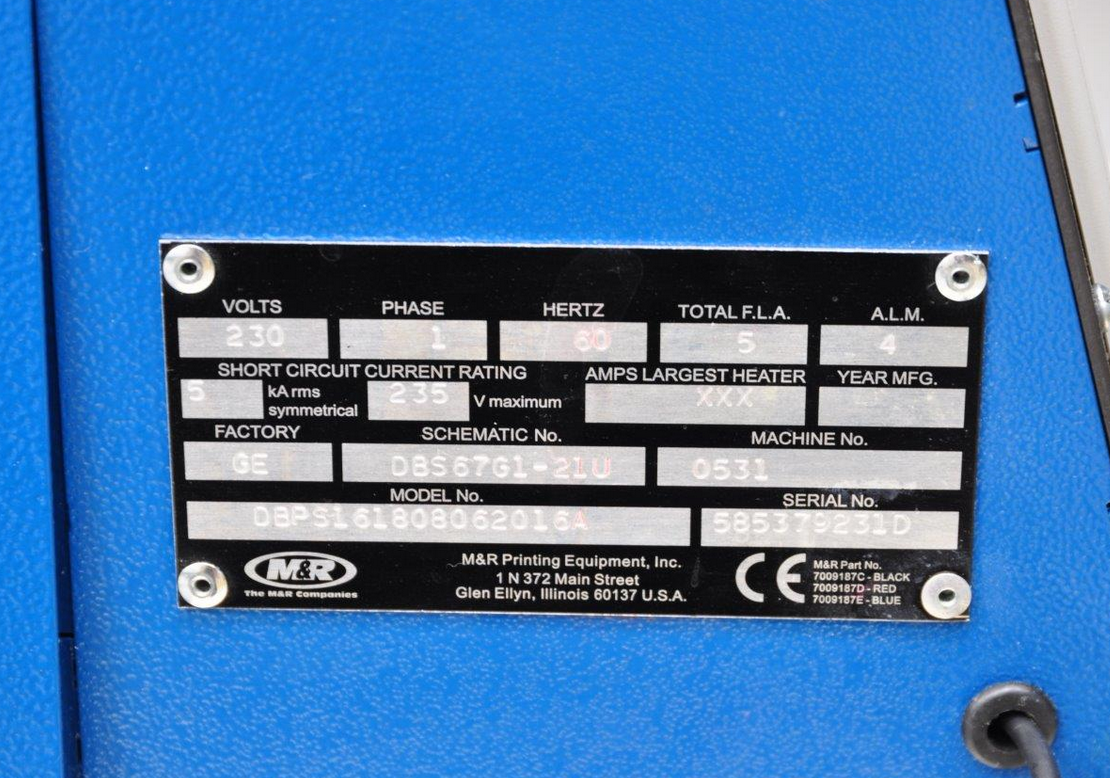 VOLTS PHASE HERTZ TOTAL F.L.A. A.L.M.
230 1 60 5 4
SHORT CIRCUIT CURRENT RATING AMPS LARGEST HEATER YEAR MFG.
5 kA rms symmetrical 235 V maximum XXX
FACTORY SCHEMATIC No. MACHINE No.
GE DBS67G1-21U 0531
MODEL No. SERIAL No.
DBPS161808062016A 585379231D
M&R
The M&R Companies
M&R Printing Equipment, Inc.
1 N 372 Main Street
Glen Ellyn, Illinois 60137 U.S.A.
CE
M&R Part No.
7009187C - BLACK
7009187D - RED
7009187E - BLUE